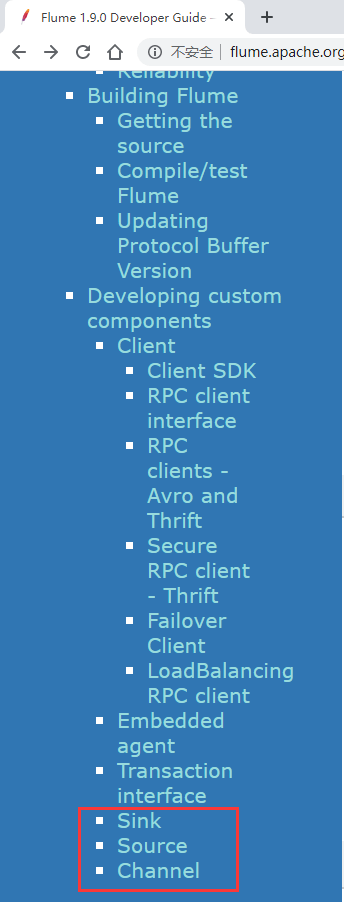 Flume 1.9.0 Developer Guide -
不安全
flume.apache.org
Reliability
Building Flume
Getting the
source
Compile/test
Flume
Updating
Protocol Buffer
Version
Developing custom
components
Client
Client SDK
RPC client
interface
RPC
clients -
Avro and
Thrift
Secure
RPC client
- Thrift
Failover
Client
LoadBalancing
RPC client
Embedded
agent
Transaction
interface
Sink
Source
Channel